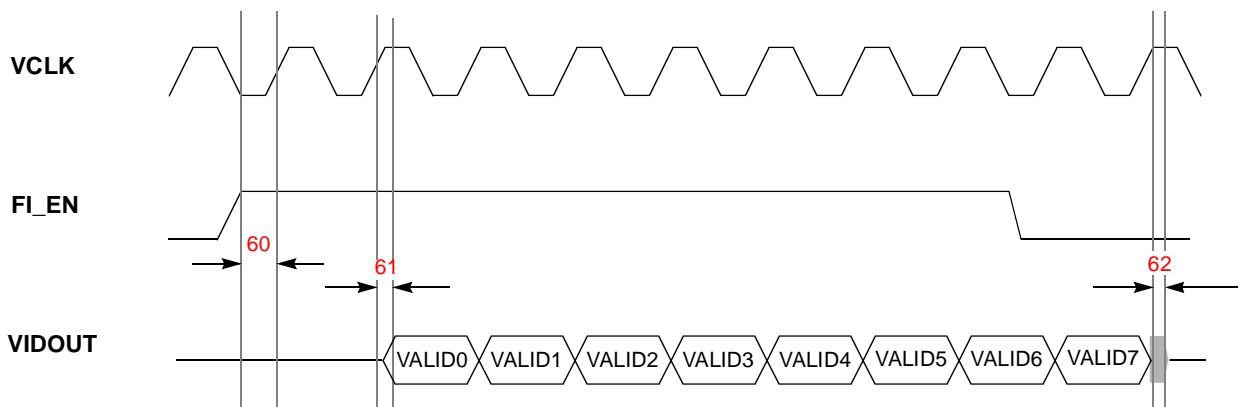 VCLK
FI_EN
60
61
62
VIDOUT
VALID0 VALID1 VALID2 VALID3 VALID4 VALID5 VALID6 VALID7